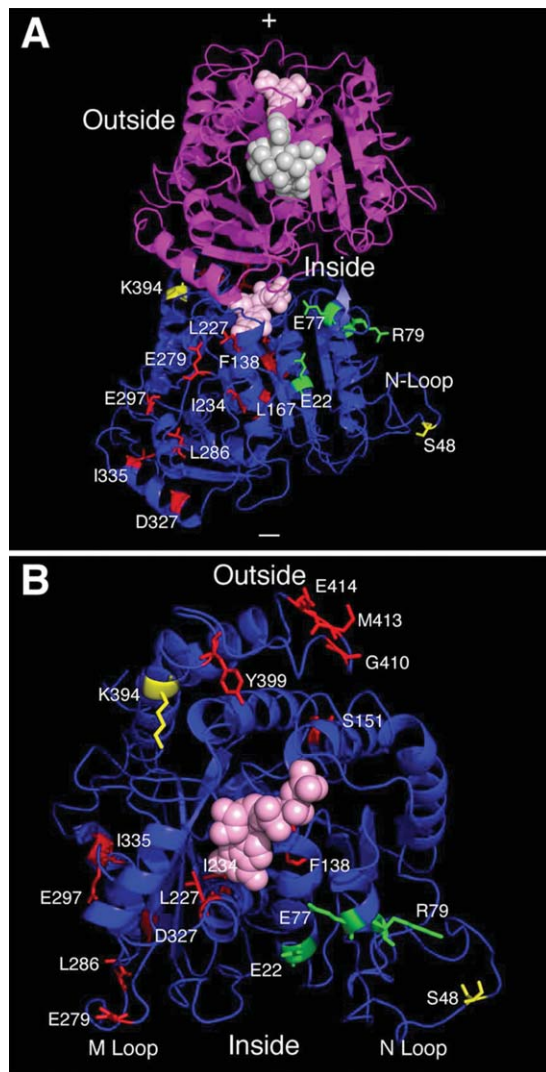 A
+
Outside
Inside
K394
L227
E77
R79
E279
F138
N-Loop
E297
I234
L167
E22
S48
L286
I335
D327
—
B
Outside
E414
M413
G410
Y399
K394
S151
I335
I234
F138
E297
L227
E77
R79
D327
L286
E22
S48
E279
M Loop
Inside
N Loop